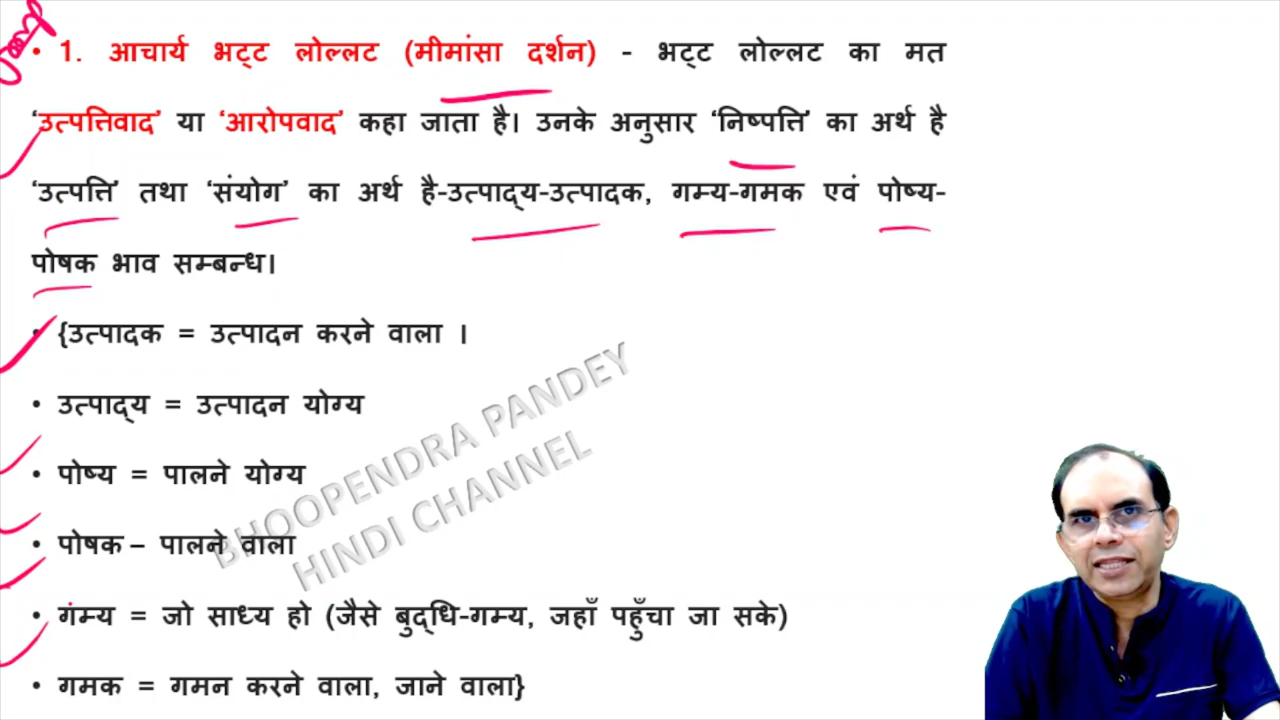 • 1. आचार्य भट्ट लोल्लट (मीमांसा दर्शन) - भट्ट लोल्लट का मत
‘उत्पत्तिवाद’ या ‘आरोपवाद’ कहा जाता है। उनके अनुसार ‘निष्पत्ति’ का अर्थ है
‘उत्पत्ति’ तथा ‘संयोग’ का अर्थ है-उत्पाद्य-उत्पादक, गम्य-गमक एवं पोष्य-
पोषक भाव सम्बन्ध।
• {उत्पादक = उत्पादन करने वाला ।
• उत्पाद्य = उत्पादन योग्य
• पोष्य = पालने योग्य
• पोषक – पालने वाला
• गंम्य = जो साध्य हो (जैसे बुद्धि-गम्य, जहाँ पहुँचा जा सके)
• गमक = गमन करने वाला, जाने वाला}
BHOOPENDRA PANDEY
HINDI CHANNEL